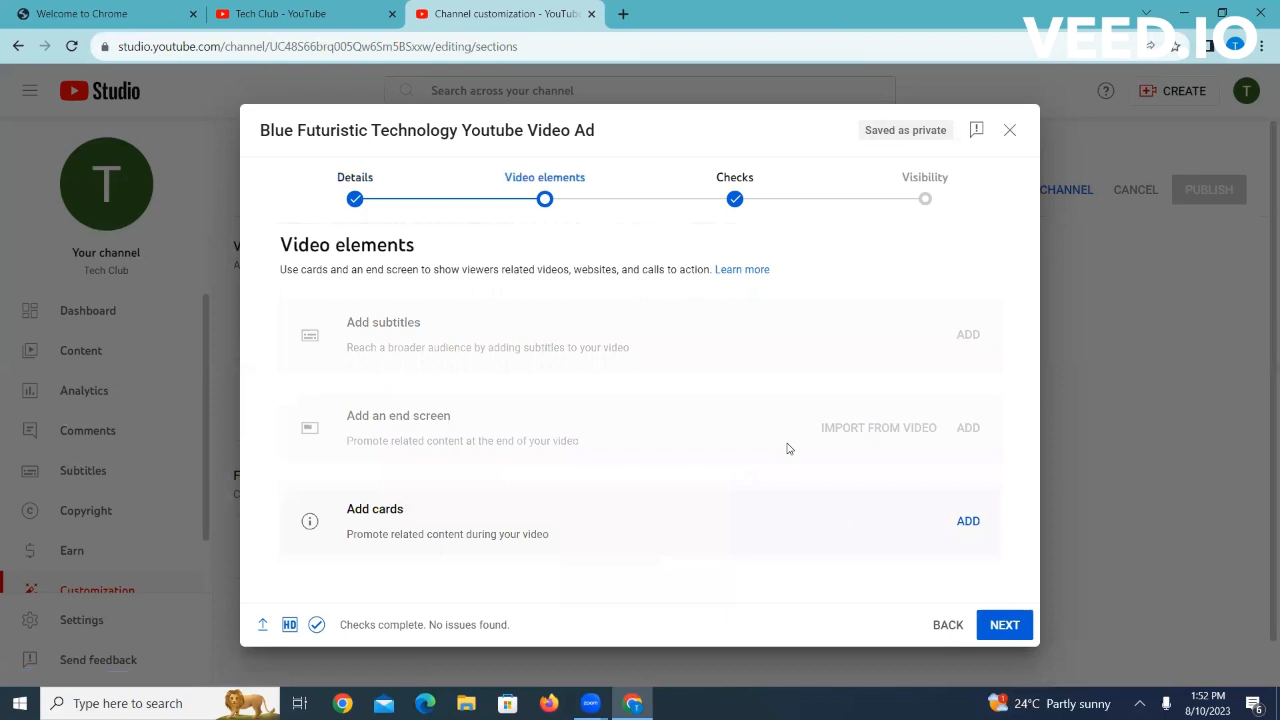 Welcome
Tech Club - YouTube
Channel customization - YouTube
studio.youtube.com/channel/UC48S66brq005Qw6Sm5BSxxw/editing/sections
VEED.IO
Studio
Search across your channel
CREATE
T
Blue Futuristic Technology Youtube Video Ad
Saved as private
Details
Video elements
Checks
Visibility
T
CHANNEL
CANCEL
PUBLISH
Your channel
Tech Club
Video elements
Use cards and an end screen to show viewers related videos, websites, and calls to action. Learn more
Dashboard
Content
Analytics
Comments
Subtitles
Copyright
Earn
Customization
Settings
Send feedback
Add subtitles
Reach a broader audience by adding subtitles to your video
ADD
Add an end screen
Promote related content at the end of your video
IMPORT FROM VIDEO
ADD
Add cards
Promote related content during your video
ADD
HD
Checks complete. No issues found.
BACK
NEXT
Type here to search
zoom
1
24°C Partly sunny
1:52 PM
8/10/2023
6